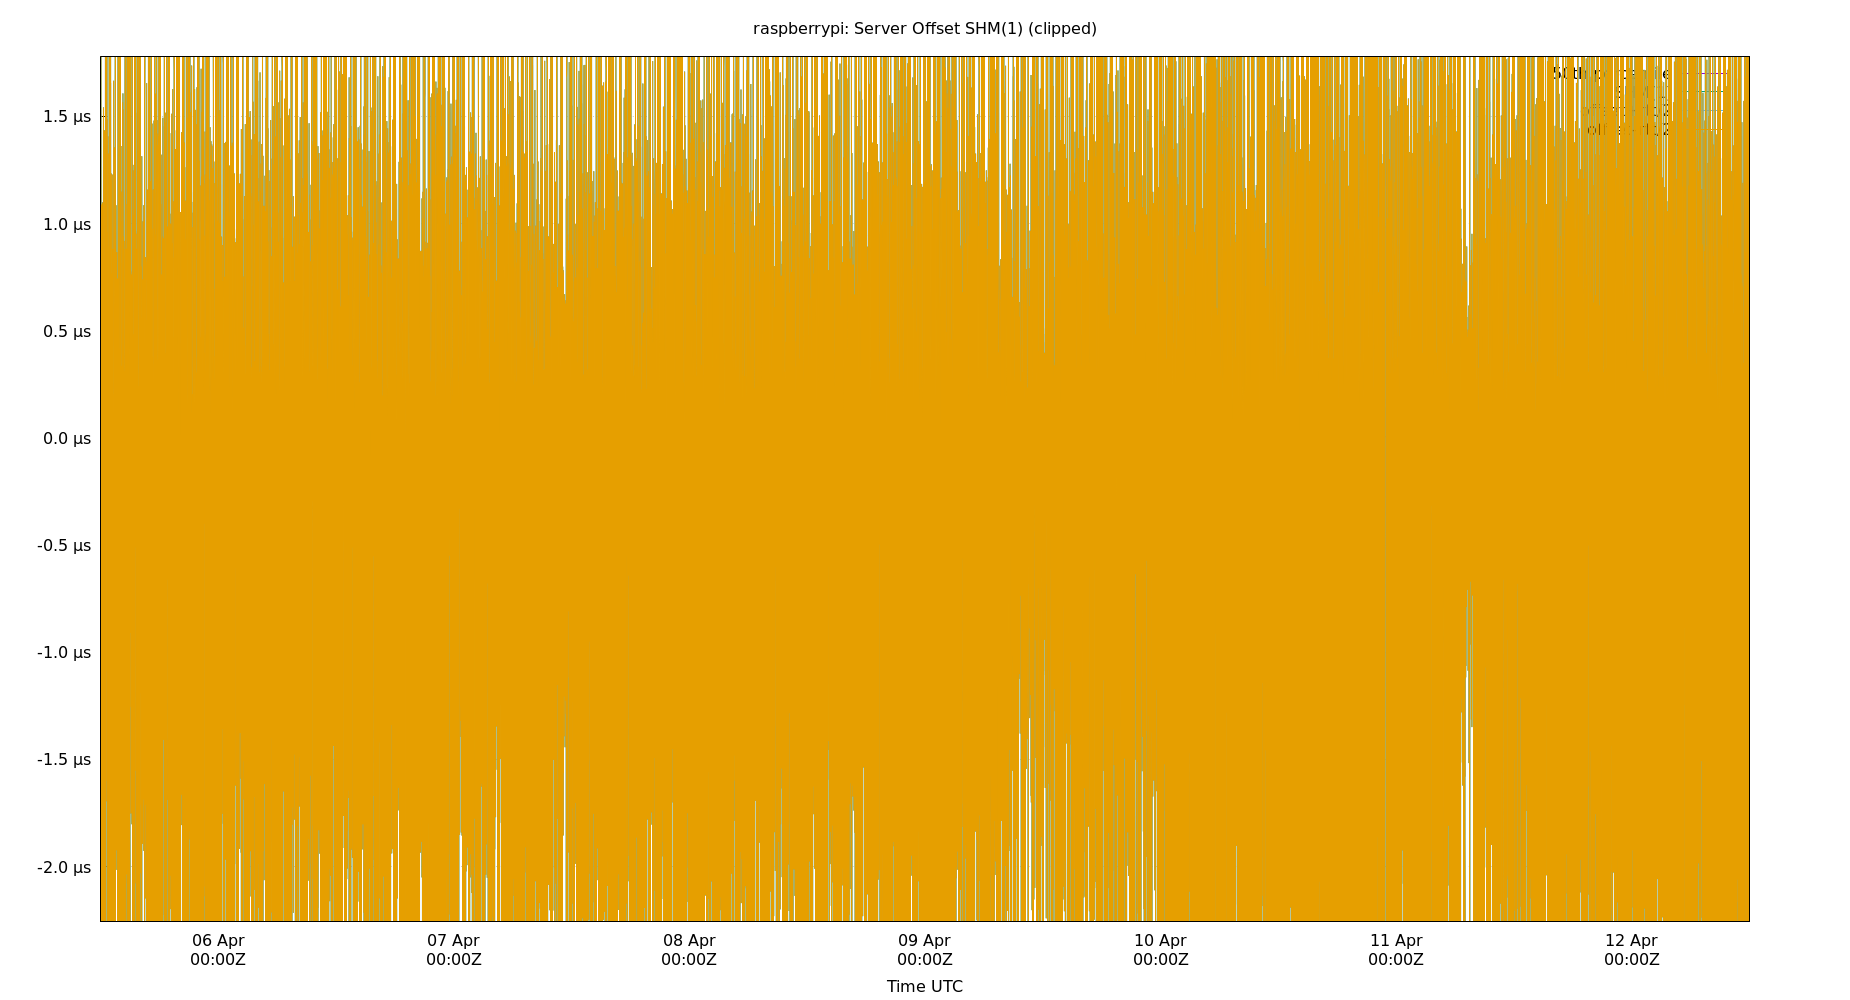 raspberrypi: Server Offset SHM(1) (clipped)
1.5 µs
1.0 µs
0.5 µs
0.0 µs
-0.5 µs
-1.0 µs
-1.5 µs
-2.0 µs
06 Apr
00:00Z
07 Apr
00:00Z
08 Apr
00:00Z
09 Apr
00:00Z
10 Apr
00:00Z
11 Apr
00:00Z
12 Apr
00:00Z
Time UTC